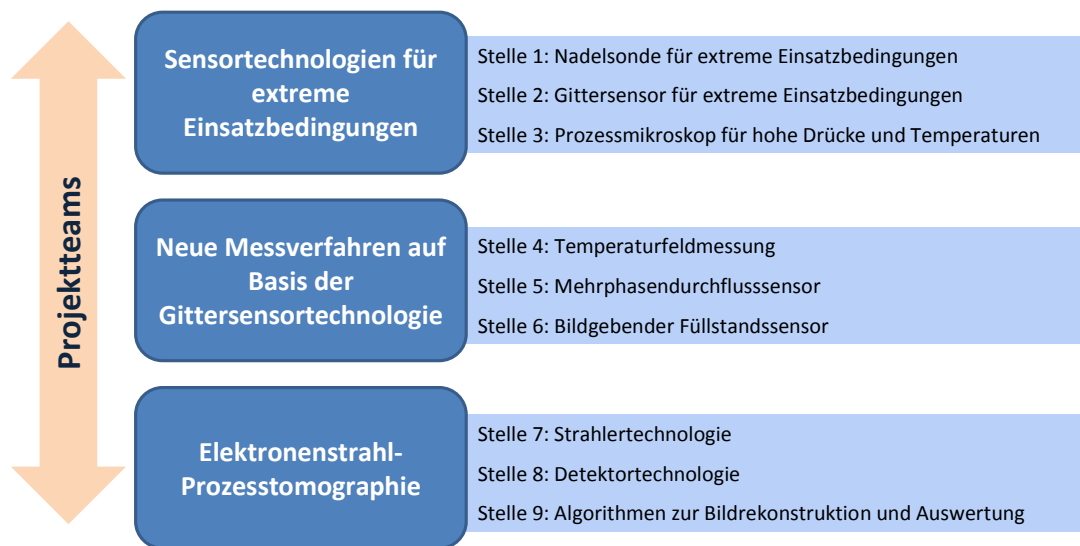 Projektteams
Sensortechnologien für
extreme
Einsatzbedingungen
Stelle 1: Nadelsonde für extreme Einsatzbedingungen
Stelle 2: Gittersensor für extreme Einsatzbedingungen
Stelle 3: Prozessmikroskop für hohe Drücke und Temperaturen
Neue Messverfahren auf
Basis der
Gittersensortechnologie
Stelle 4: Temperaturfeldmessung
Stelle 5: Mehrphasendurchflusssensor
Stelle 6: Bildgebender Füllstandssensor
Elektronenstrahl-
Prozesstomographie
Stelle 7: Strahlertechnologie
Stelle 8: Detektortechnologie
Stelle 9: Algorithmen zur Bildrekonstruktion und Auswertung